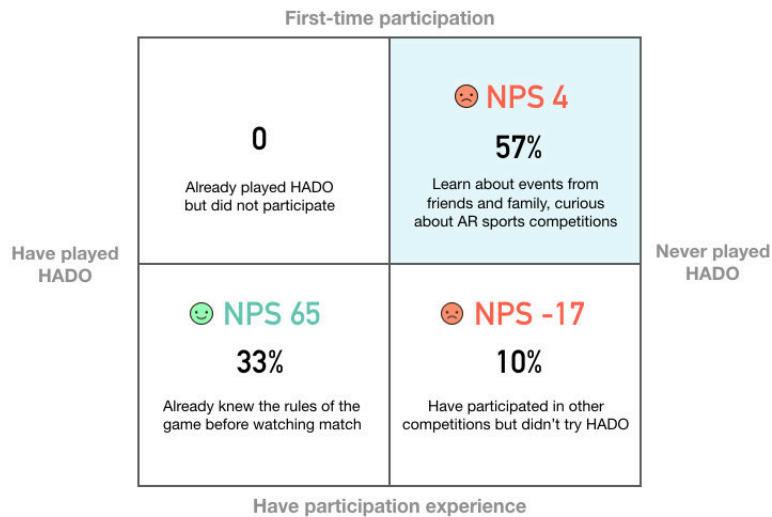 First-time participation
NPS 4
0
57%
Already played HADO
but did not participate
Learn about events from
friends and family, curious
about AR sports competitions
Have played
HADO
Never played
HADO
NPS 65
33%
Already knew the rules of the
game before watching match
NPS -17
10%
Have participated in other
competitions but didn't try HADO
Have participation experience